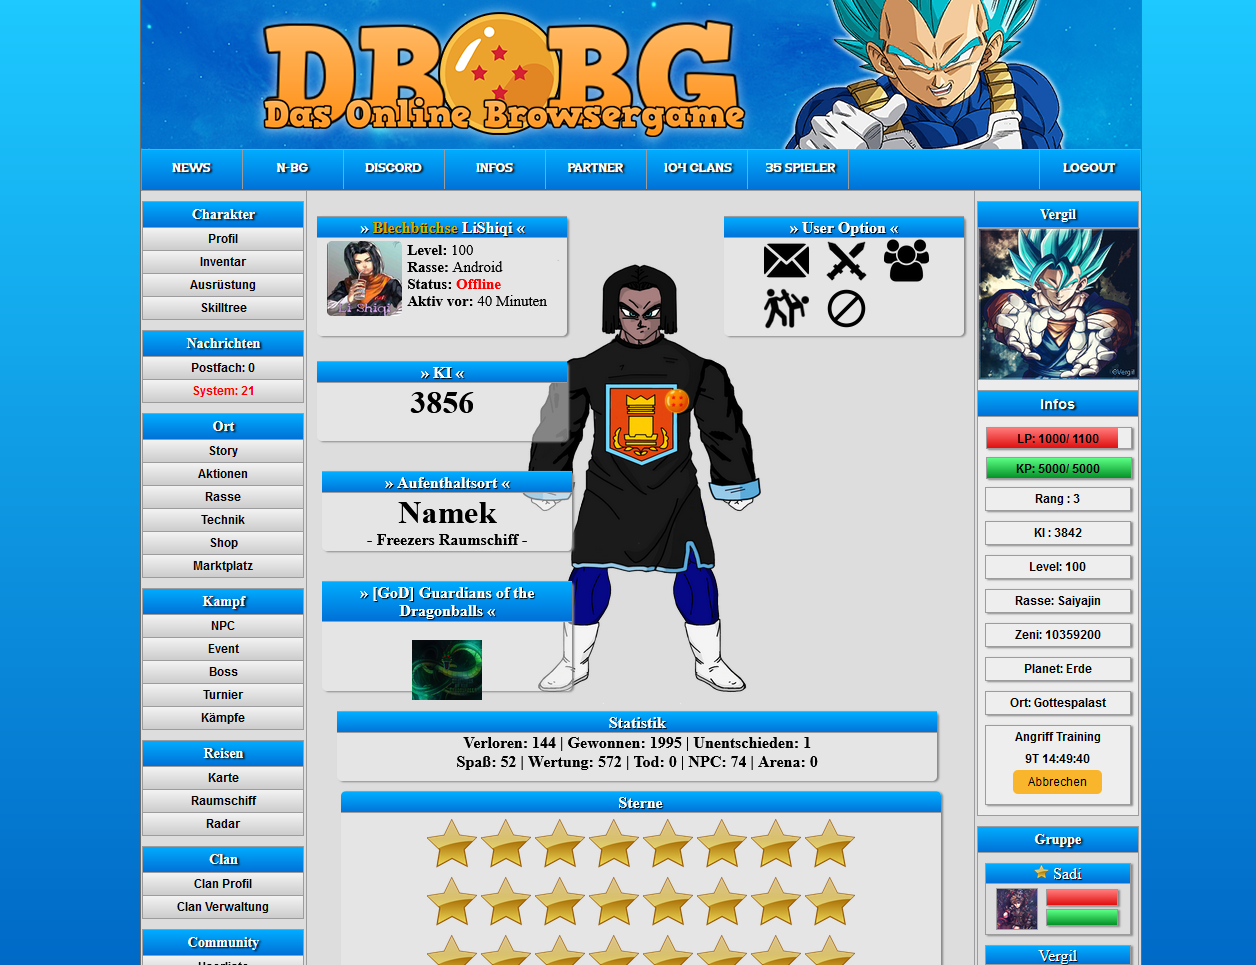 DBBG
Das Online Browsergame
NEWS
N-BG
DISCORD
INFOS
PARTNER
104 CLANS
35 SPIELER
LOGOUT
Charakter
Profil
Inventar
Ausrüstung
Skilltree
Nachrichten
Postfach: 0
System: 21
Ort
Story
Aktionen
Rasse
Technik
Shop
Marktplatz
Kampf
NPC
Event
Boss
Turnier
Kämpfe
Reisen
Karte
Raumschiff
Radar
Clan
Clan Profil
Clan Verwaltung
Community
Userliste
» Blechbüchse LiShiqi «
Li Shiqi
Level: 100
Rasse: Android
Status: Offline
Aktiv vor: 40 Minuten
» User Option «
» KI «
3856
» Aufenthaltsort «
Namek
- Freezers Raumschiff -
» [GoD] Guardians of the
Dragonballs «
Statistik
Verloren: 144 | Gewonnen: 1995 | Unentschieden: 1
Spaß: 52 | Wertung: 572 | Tod: 0 | NPC: 74 | Arena: 0
Sterne
Vergil
©Vergil
Infos
LP: 1000/ 1100
KP: 5000/ 5000
Rang : 3
KI : 3842
Level: 100
Rasse: Saiyajin
Zeni: 10359200
Planet: Erde
Ort: Gottespalast
Angriff Training
9T 14:49:40
Abbrechen
Gruppe
Sadi
Vergil